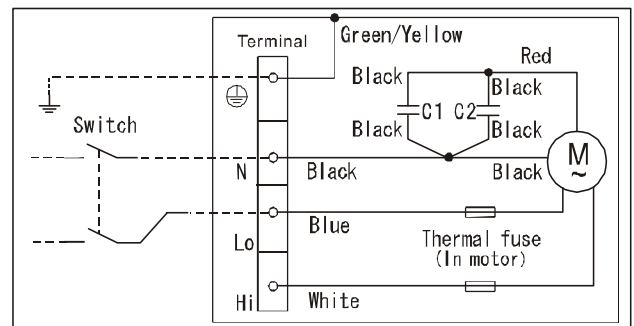 Green/Yellow
Terminal
Red
Black
Black
C1 C2
Black
Black
Switch
N
Black
Black
M
~
Blue
Lo
Thermal fuse
(In motor)
Hi
White